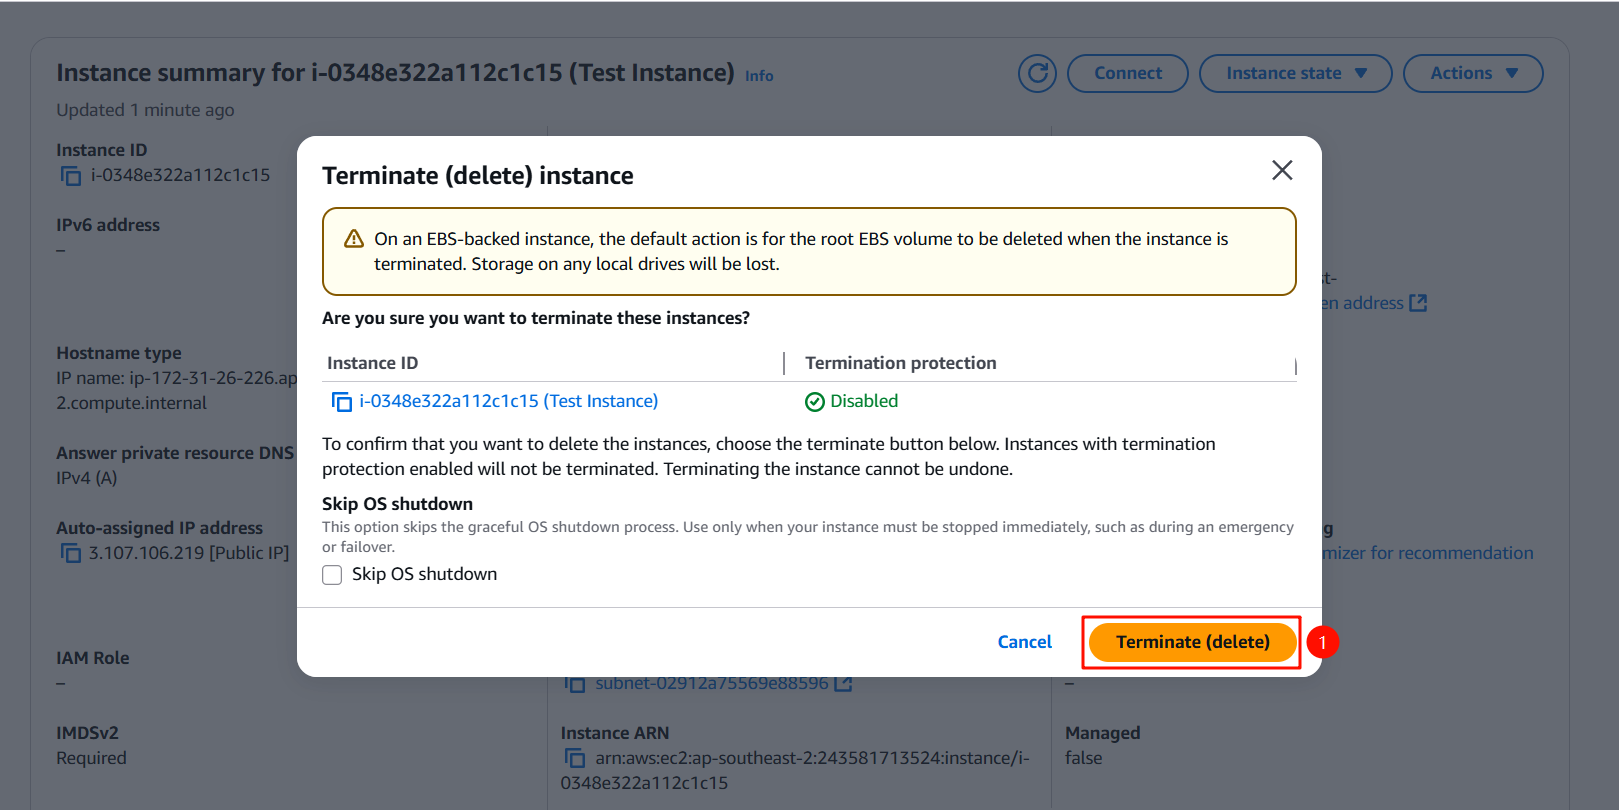 Instance summary for i-0348e322a112c1c15 (Test Instance) Info
Connect
Instance state
Actions
Updated 1 minute ago
Instance ID
i-0348e322a112c1c15
IPv6 address
–
Hostname type
IP name: ip-172-31-26-226.ap
2.compute.internal
Answer private resource DNS
IPv4 (A)
Auto-assigned IP address
3.107.106.219 [Public IP]
IAM Role
–
IMDSv2
Required
Terminate (delete) instance
On an EBS-backed instance, the default action is for the root EBS volume to be deleted when the instance is
terminated. Storage on any local drives will be lost.
Are you sure you want to terminate these instances?
Instance ID
Termination protection
i-0348e322a112c1c15 (Test Instance)
Disabled
To confirm that you want to delete the instances, choose the terminate button below. Instances with termination
protection enabled will not be terminated. Terminating the instance cannot be undone.
Skip OS shutdown
This option skips the graceful OS shutdown process. Use only when your instance must be stopped immediately, such as during an emergency
or failover.
Skip OS shutdown
Cancel
Terminate (delete)
1
subnet-02912a75569e88596
Instance ARN
arn:aws:ec2:ap-southeast-2:243581713524:instance/i-
0348e322a112c1c15
st-
en address
g
mizer for recommendation
–
Managed
false